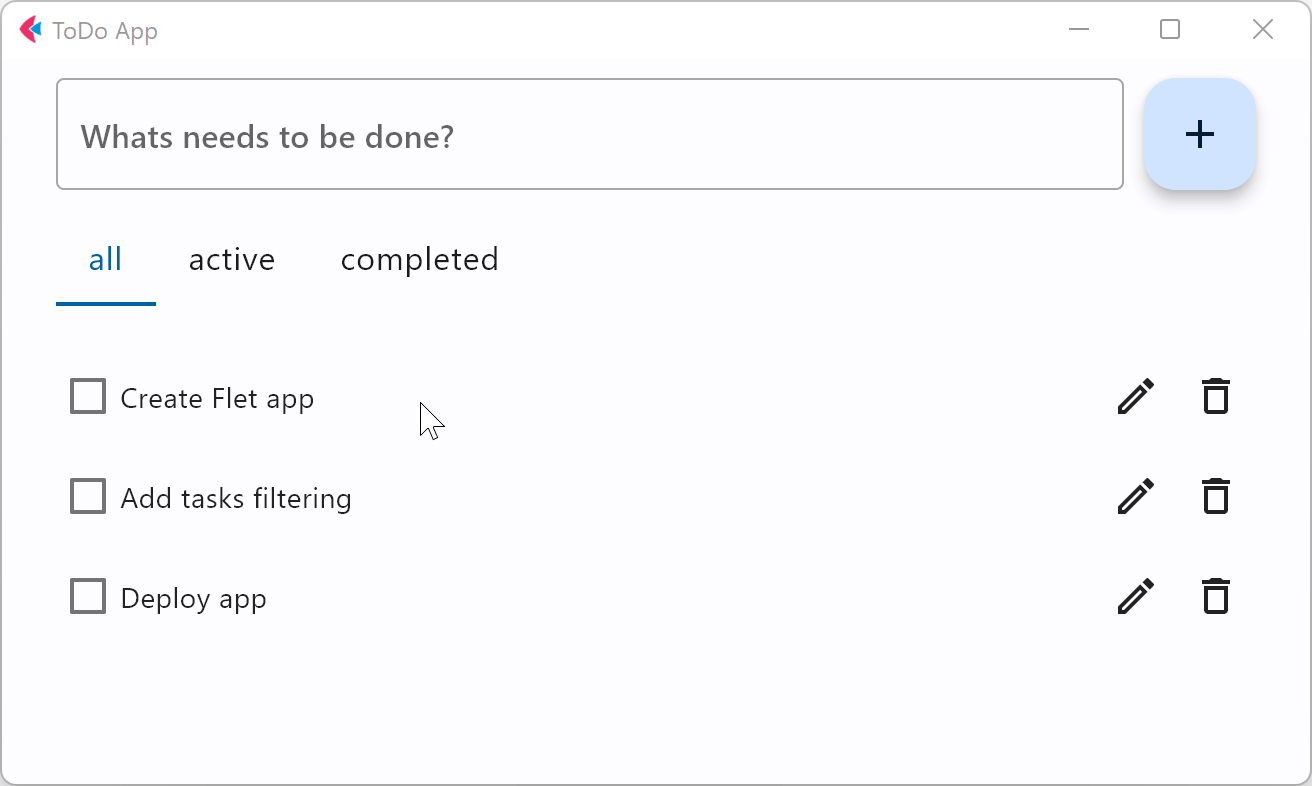 ToDo App
Whats needs to be done?
all active completed
Create Flet app
Add tasks filtering
Deploy app